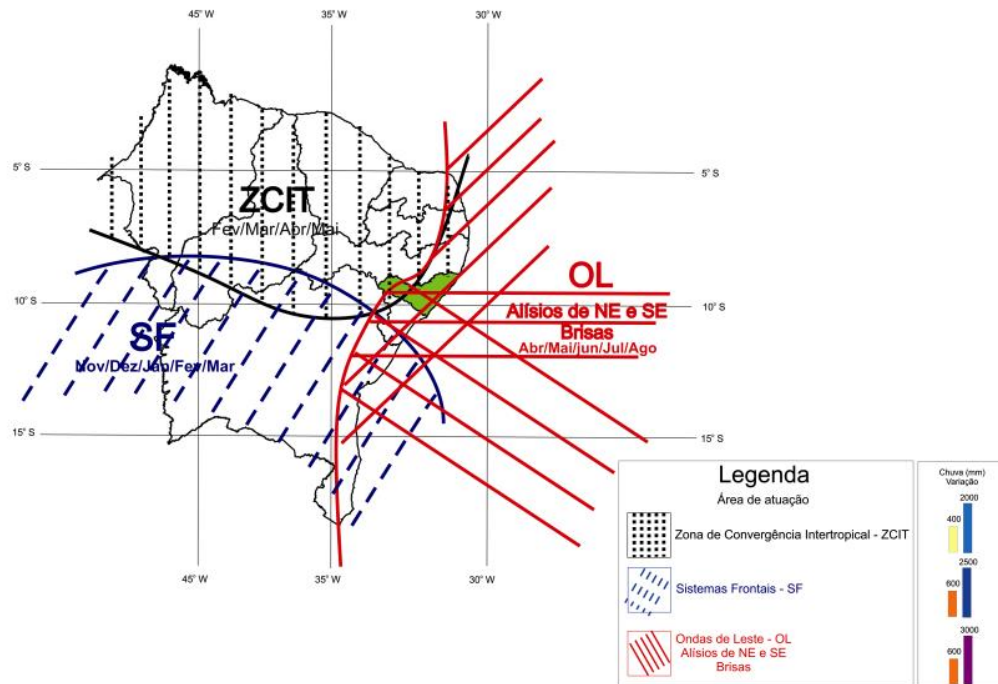 45° W
35° W
30° W
5° S
5° S
ZCIT
Fev/Mar/Abr/Mai
OL
10° S
10° S
Alísios de NE e SE
Brisas
Abr/Mai/jun/Jul/Ago
SF
Nov/Dez/Jan/Fev/Mar
15° S
15° S
45° W
35° W
30° W
Legenda
Área de atuação
Zona de Convergência Intertropical - ZCIT
Sistemas Frontais - SF
Ondas de Leste - OL
Alísios de NE e SE
Brisas
Chuva (mm)
Variação
2000
400
2500
600
3000
600